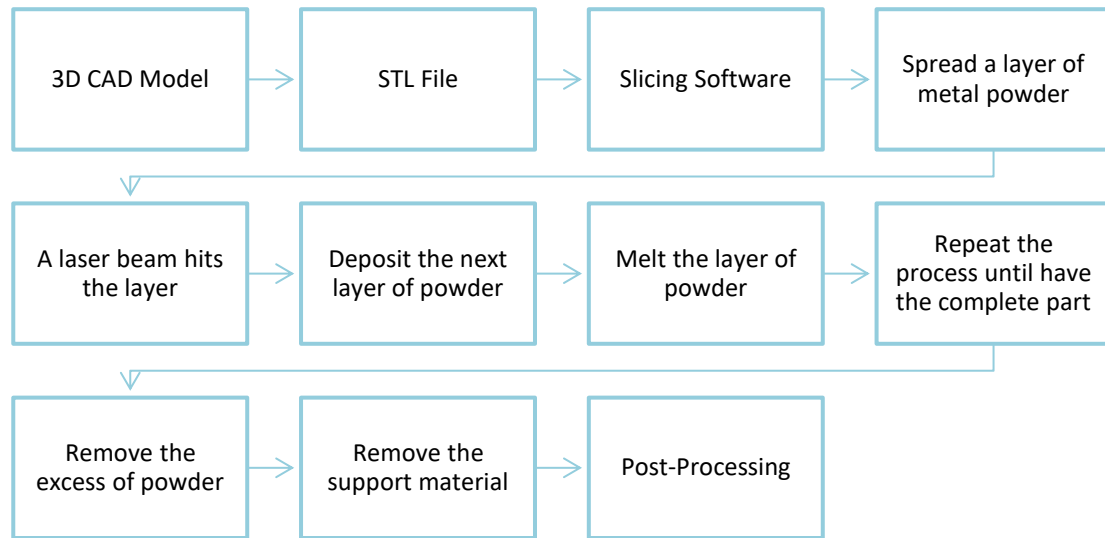 3D CAD Model
STL File
Slicing Software
Spread a layer of
metal powder
A laser beam hits
the layer
Deposit the next
layer of powder
Melt the layer of
powder
Repeat the
process until have
the complete part
Remove the
excess of powder
Remove the
support material
Post-Processing